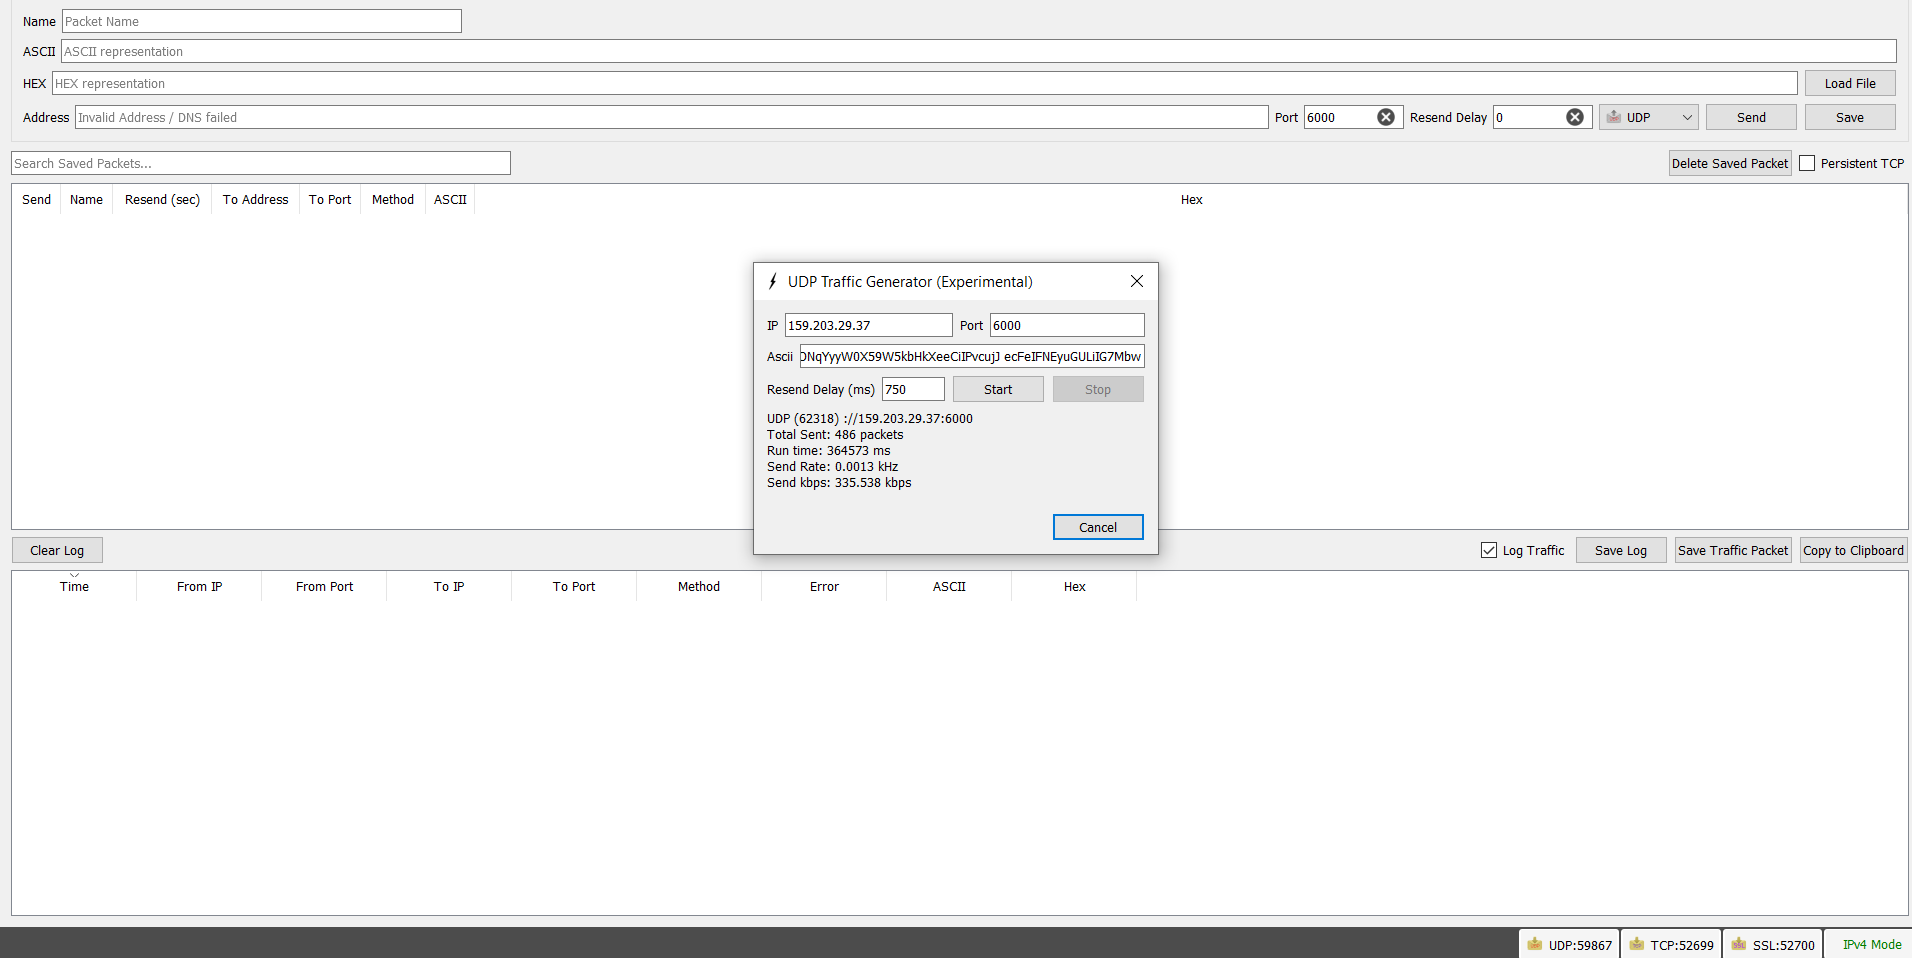 Name Packet Name
ASCII ASCII representation
HEX HEX representation Load File
Address Invalid Address / DNS failed Port 6000 Resend Delay 0 UDP Send Save
Search Saved Packets... Delete Saved Packet Persistent TCP
Send Name Resend (sec) To Address To Port Method ASCII Hex
UDP Traffic Generator (Experimental)
IP 159.203.29.37 Port 6000
Ascii ecFeIFNEyuGULiIG7Mbw
Resend Delay (ms) 750 Start Stop
UDP (62318) ://159.203.29.37:6000
Total Sent: 486 packets
Run time: 364573 ms
Send Rate: 0.0013 kHz
Send kbps: 335.538 kbps
Cancel
Clear Log Log Traffic Save Log Save Traffic Packet Copy to Clipboard
Time From IP From Port To IP To Port Method Error ASCII Hex
UDP:59867 TCP:52699 SSL:52700 IPv4 Mode